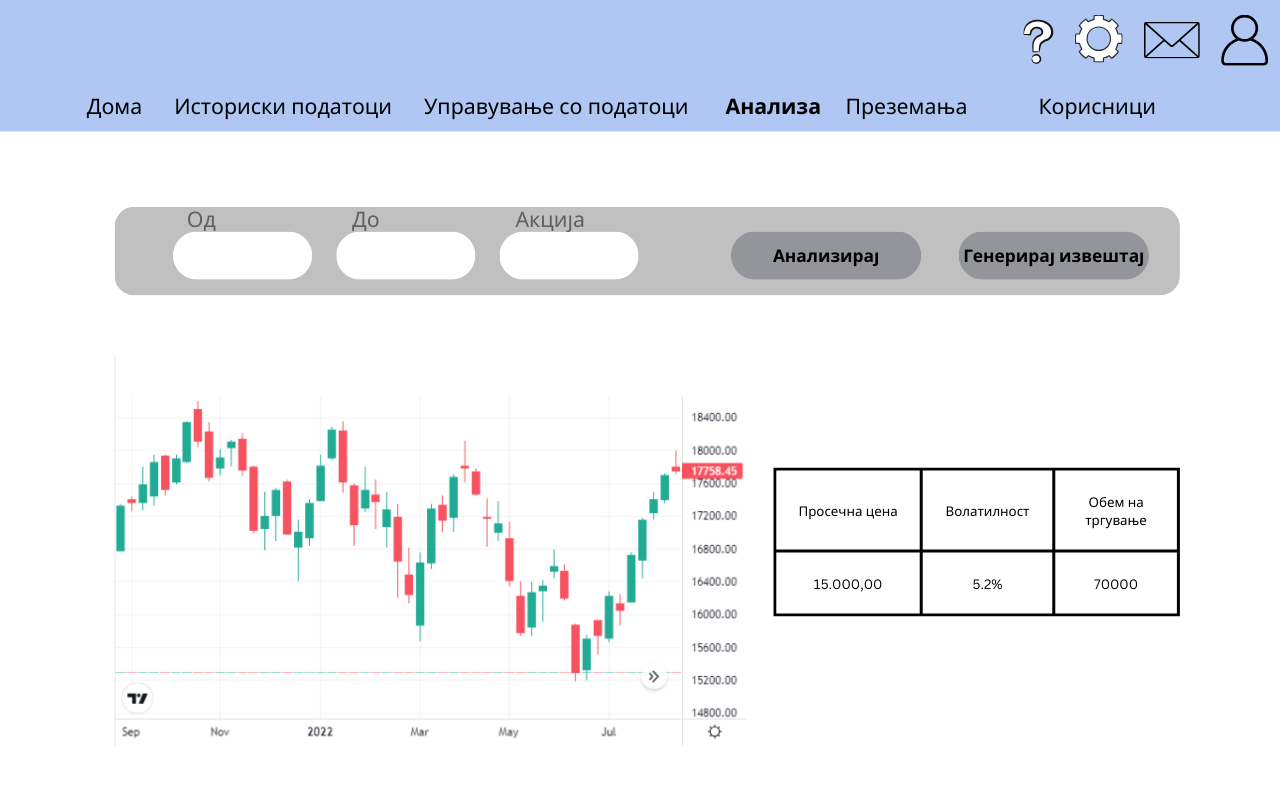 Дома Историски податоци Управување со податоци Анализа Преземања Корисници
Од До Акција
Анализирај Генерирај извештај
18400.00
18000.00
17758.45
17600.00
17200.00
16800.00
16400.00
16000.00
15600.00
15200.00
14800.00
Sep Nov 2022 Mar May Jul
Просечна цена Волатилност Обем на
тргување
15.000,00 5.2% 70000